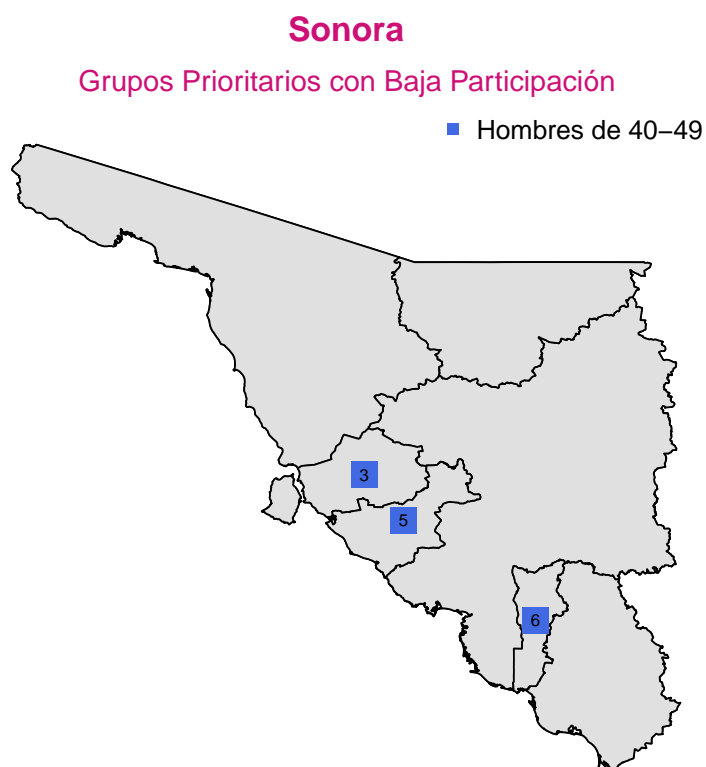 Sonora
Grupos Prioritarios con Baja Participación
Hombres de 40−49
3
5
6